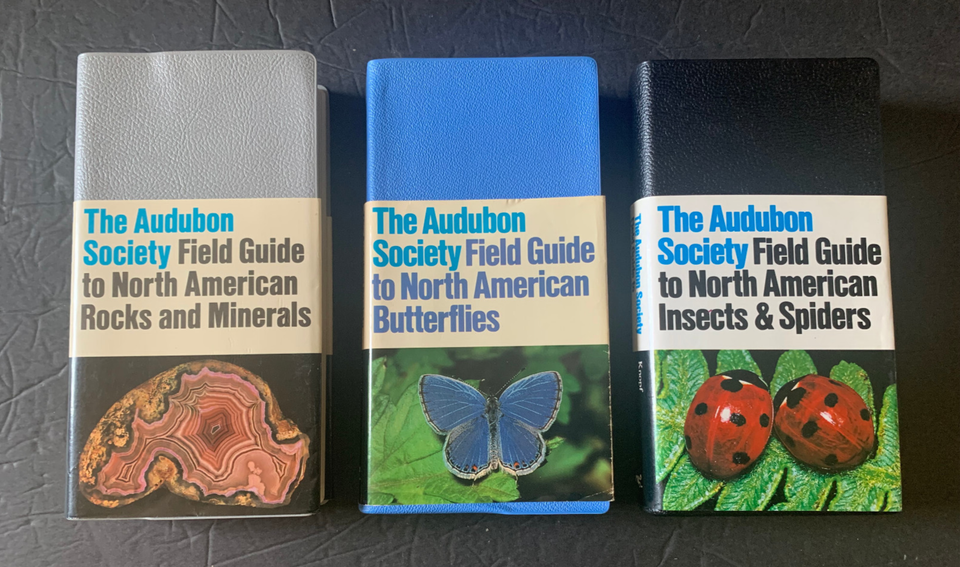 The Audubon
Society Field Guide
to North American
Rocks and Minerals
The Audubon
Society Field Guide
to North American
Butterflies
The Audubon Society
Knopf
The Audubon
Society Field Guide
to North American
Insects & Spiders